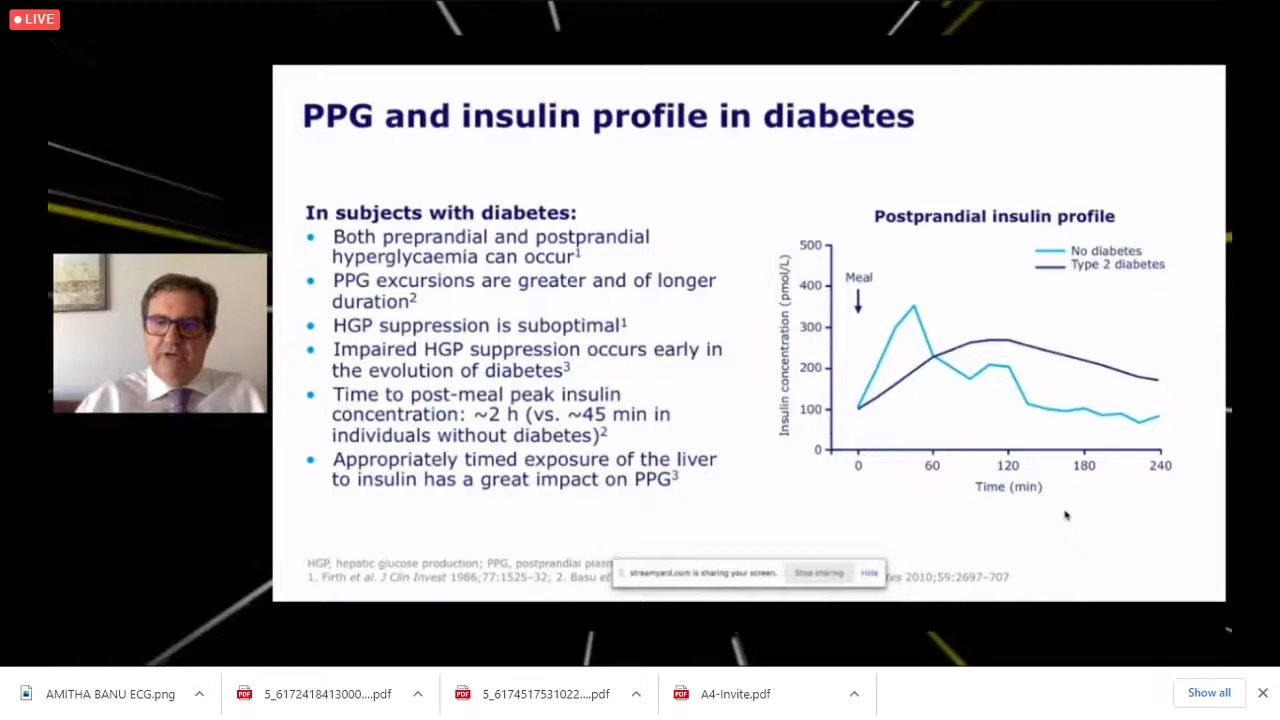 LIVE
PPG and insulin profile in diabetes
In subjects with diabetes:
• Both preprandial and postprandial
hyperglycaemia can occur¹
• PPG excursions are greater and of longer
duration²
• HGP suppression is suboptimal¹
• Impaired HGP suppression occurs early in
the evolution of diabetes³
• Time to post-meal peak insulin
concentration: ~2 h (vs. ~45 min in
individuals without diabetes)²
• Appropriately timed exposure of the liver
to insulin has a great impact on PPG³
Postprandial insulin profile
No diabetes
Type 2 diabetes
Meal
Insulin concentration (pmol/L)
500
400
300
200
100
0
0 60 120 180 240
Time (min)
HGP, hepatic glucose production; PPG, postprandial
1. Firth et al. J Clin Invest 1986;77:1525–32; 2. Basu 2010;59:2697–707
streamyard.com is sharing your screen. Stop sharing Hide
AMITHA BANU ECG.png
5_6172418413000....pdf
5_6174517531022....pdf
A4-Invite.pdf
Show all